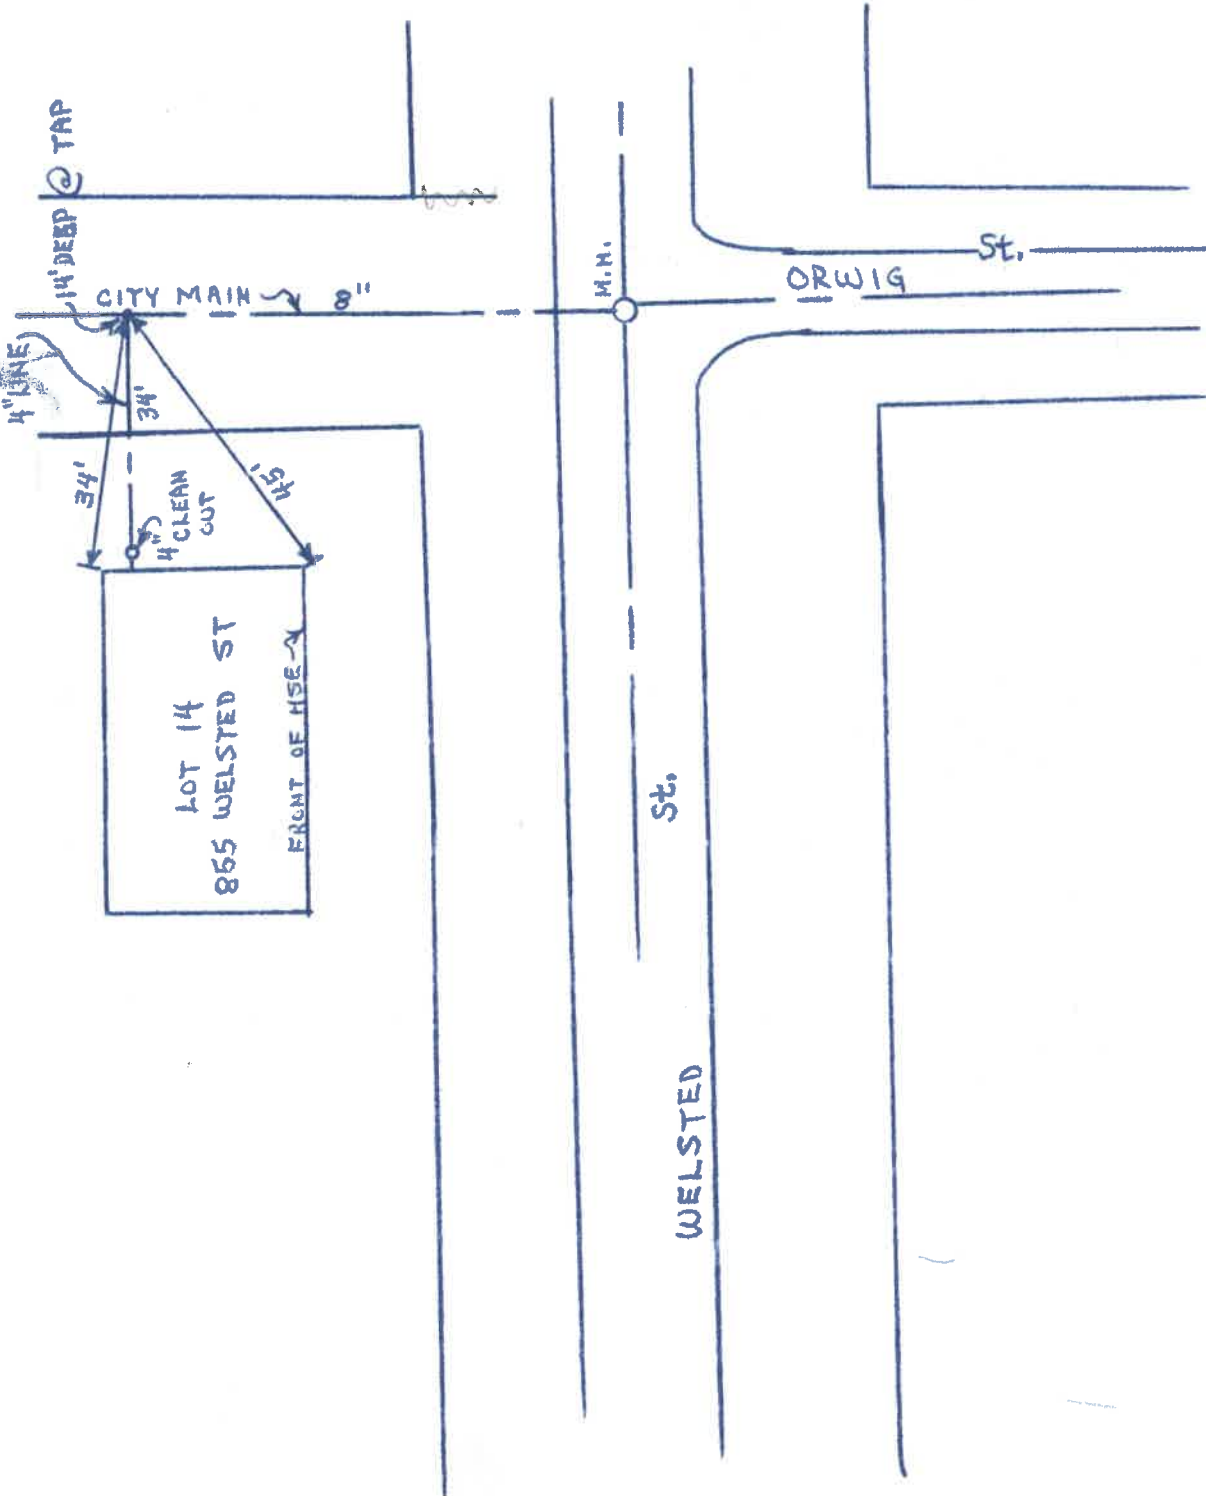 14' DEEP @ TAP
CITY MAIN 8"
4" LINE
34'
34'
45'
4" CLEAN
OUT
LOT 14
855 WELSTED ST
FRONT OF HSE
M.H.
ORWIG St.
WELSTED St.